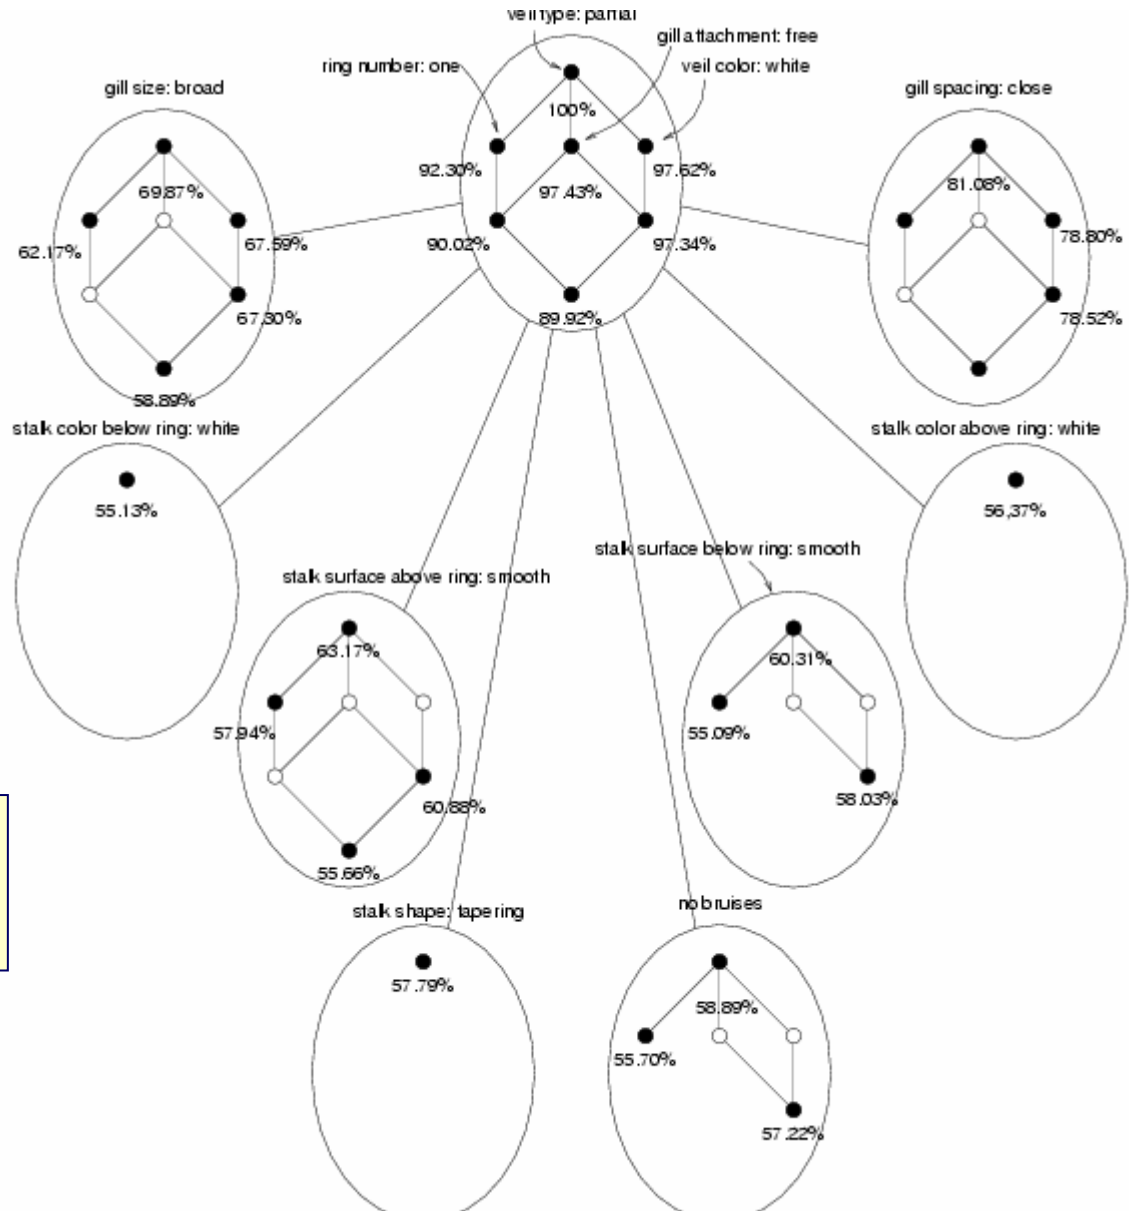 veil type: partial
gill attachment: free
ring number: one
veil color: white
gill size: broad
gill spacing: close
100%
92.30%
97.62%
97.43%
90.02%
97.34%
89.92%
69.87%
62.17%
67.59%
67.30%
58.89%
81.08%
78.80%
78.52%
stalk color below ring: white
stalk color above ring: white
55.13%
56,37%
stalk surface below ring: smooth
stalk surface above ring: smooth
63.17%
57.94%
60.88%
55.66%
60.31%
55.09%
58.03%
stalk shape: tapering
no bruises
57.79%
58.89%
55.70%
57.22%